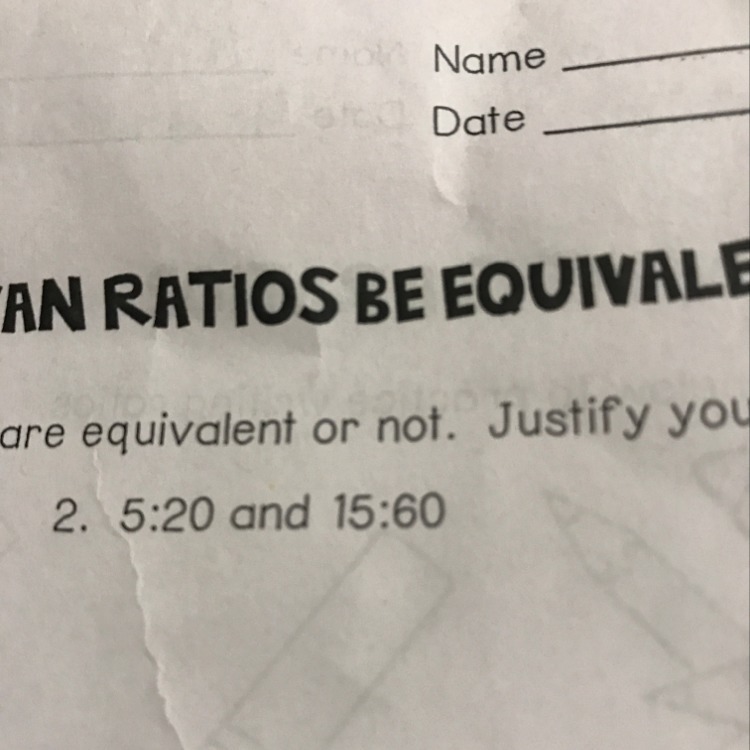 Name
Date
AN RATIOS BE EQUIVALE
are equivalent or not. Justify you
2. 5:20 and 15:60